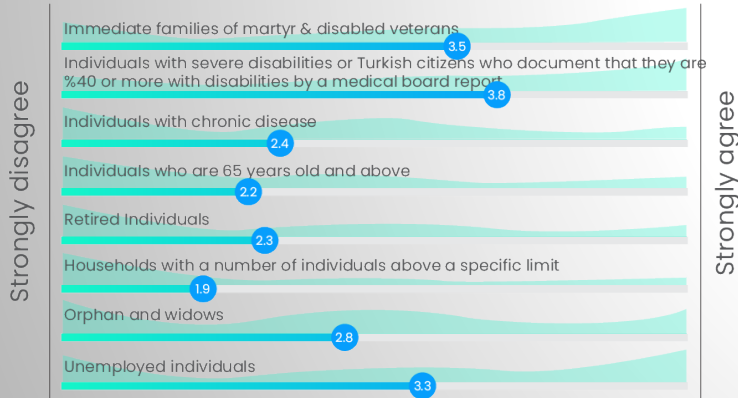 Strongly disagree
Immediate families of martyr & disabled veterans
3.5
Individuals with severe disabilities or Turkish citizens who document that they are
%40 or more with disabilities by a medical board report
3.8
Individuals with chronic disease
2.4
Individuals who are 65 years old and above
2.2
Retired Individuals
2.3
Households with a number of individuals above a specific limit
1.9
Orphan and widows
2.8
Unemployed individuals
3.3
Strongly agree